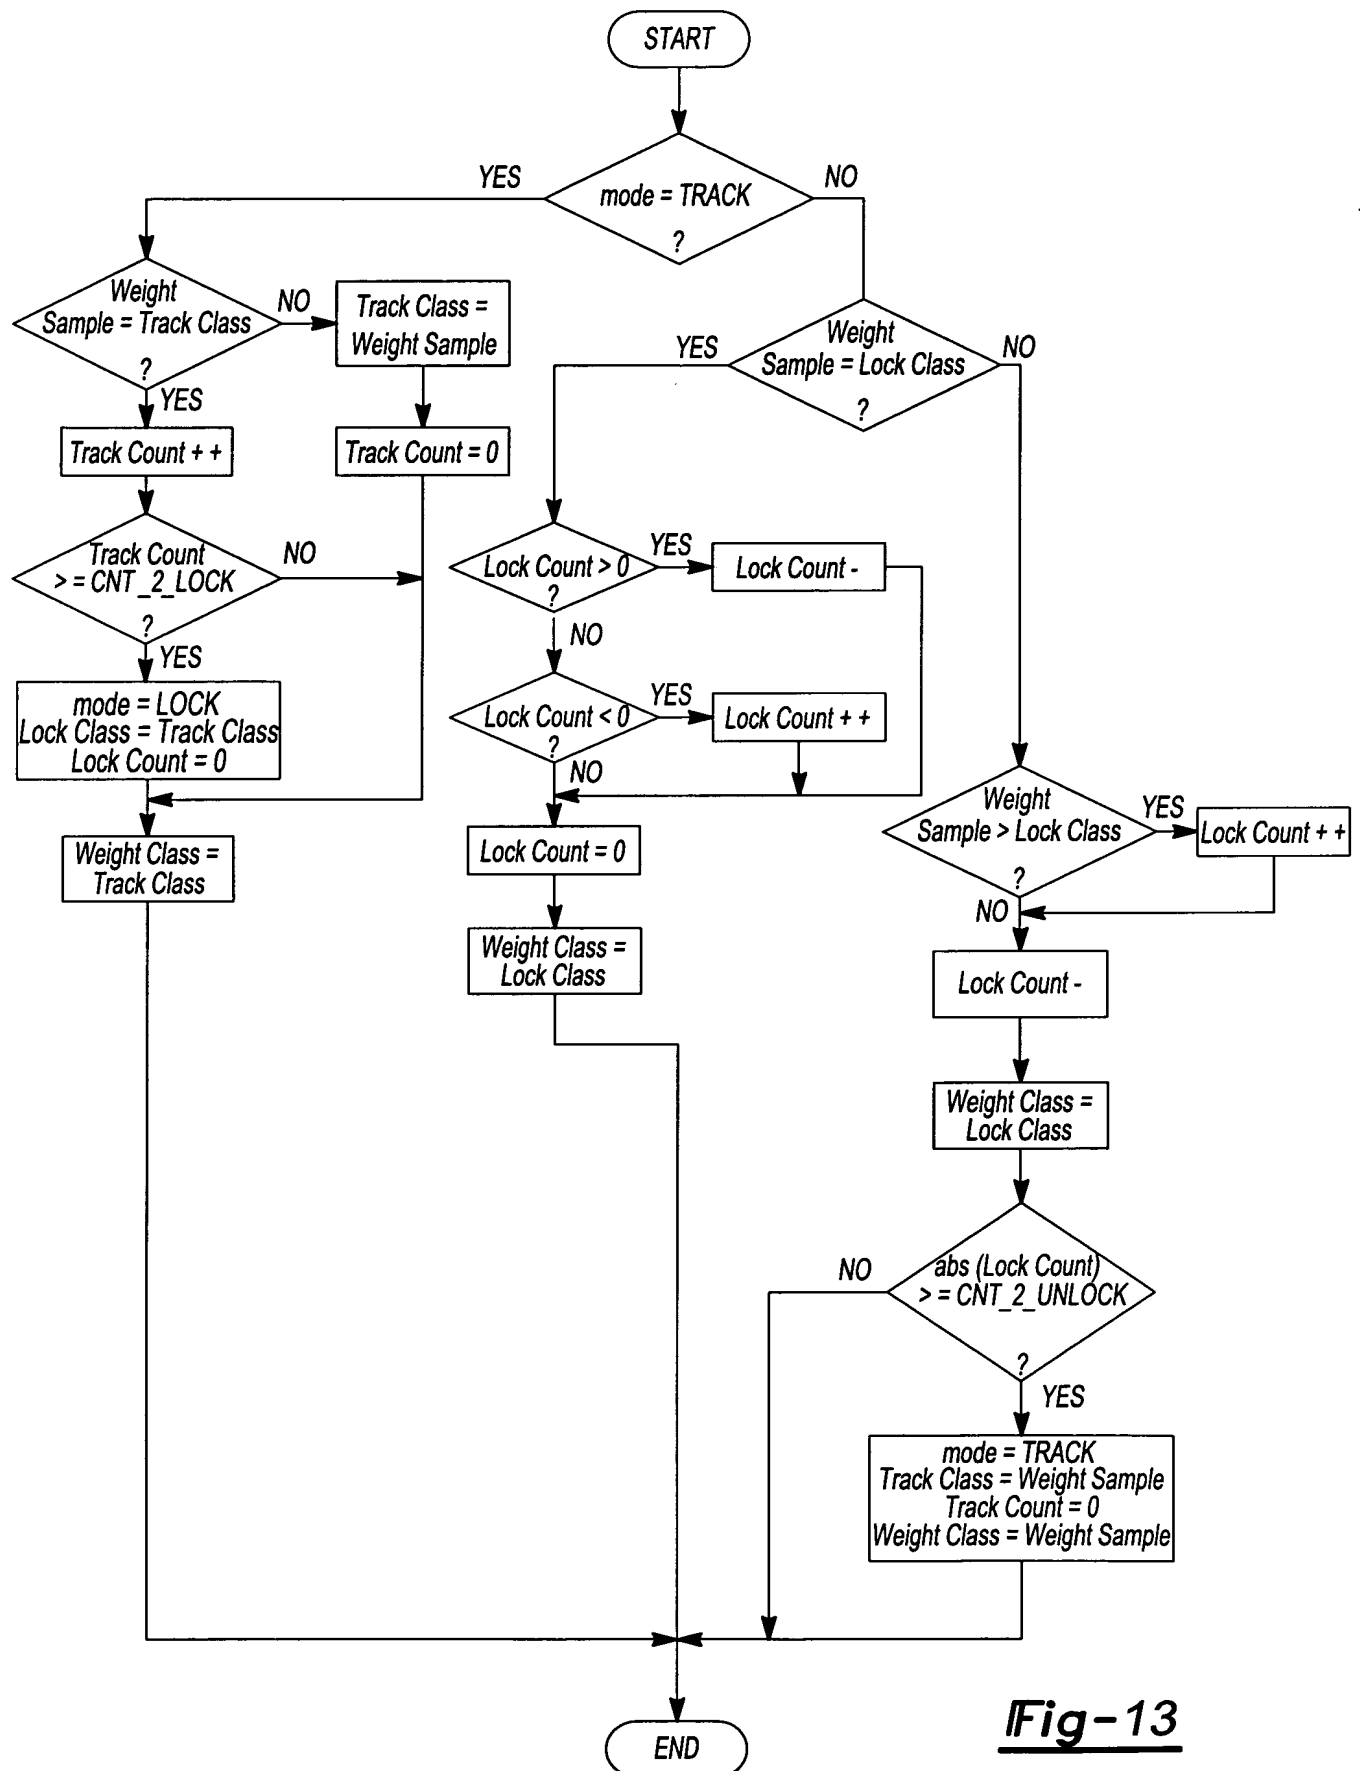 START
mode = TRACK
?
YES
NO
Weight
Sample = Track Class
?
NO
Track Class =
Weight Sample
YES
Track Count + +
Track Count = 0
Track Count
> = CNT_2_LOCK
?
NO
YES
mode = LOCK
Lock Class = Track Class
Lock Count = 0
Weight Class =
Track Class
Weight
Sample = Lock Class
?
YES
NO
Lock Count > 0
?
YES
Lock Count -
NO
Lock Count < 0
?
YES
Lock Count + +
NO
Lock Count = 0
Weight Class =
Lock Class
Weight
Sample > Lock Class
?
YES
Lock Count + +
NO
Lock Count -
Weight Class =
Lock Class
abs (Lock Count)
> = CNT_2_UNLOCK
?
NO
YES
mode = TRACK
Track Class = Weight Sample
Track Count = 0
Weight Class = Weight Sample
END
Fig-13